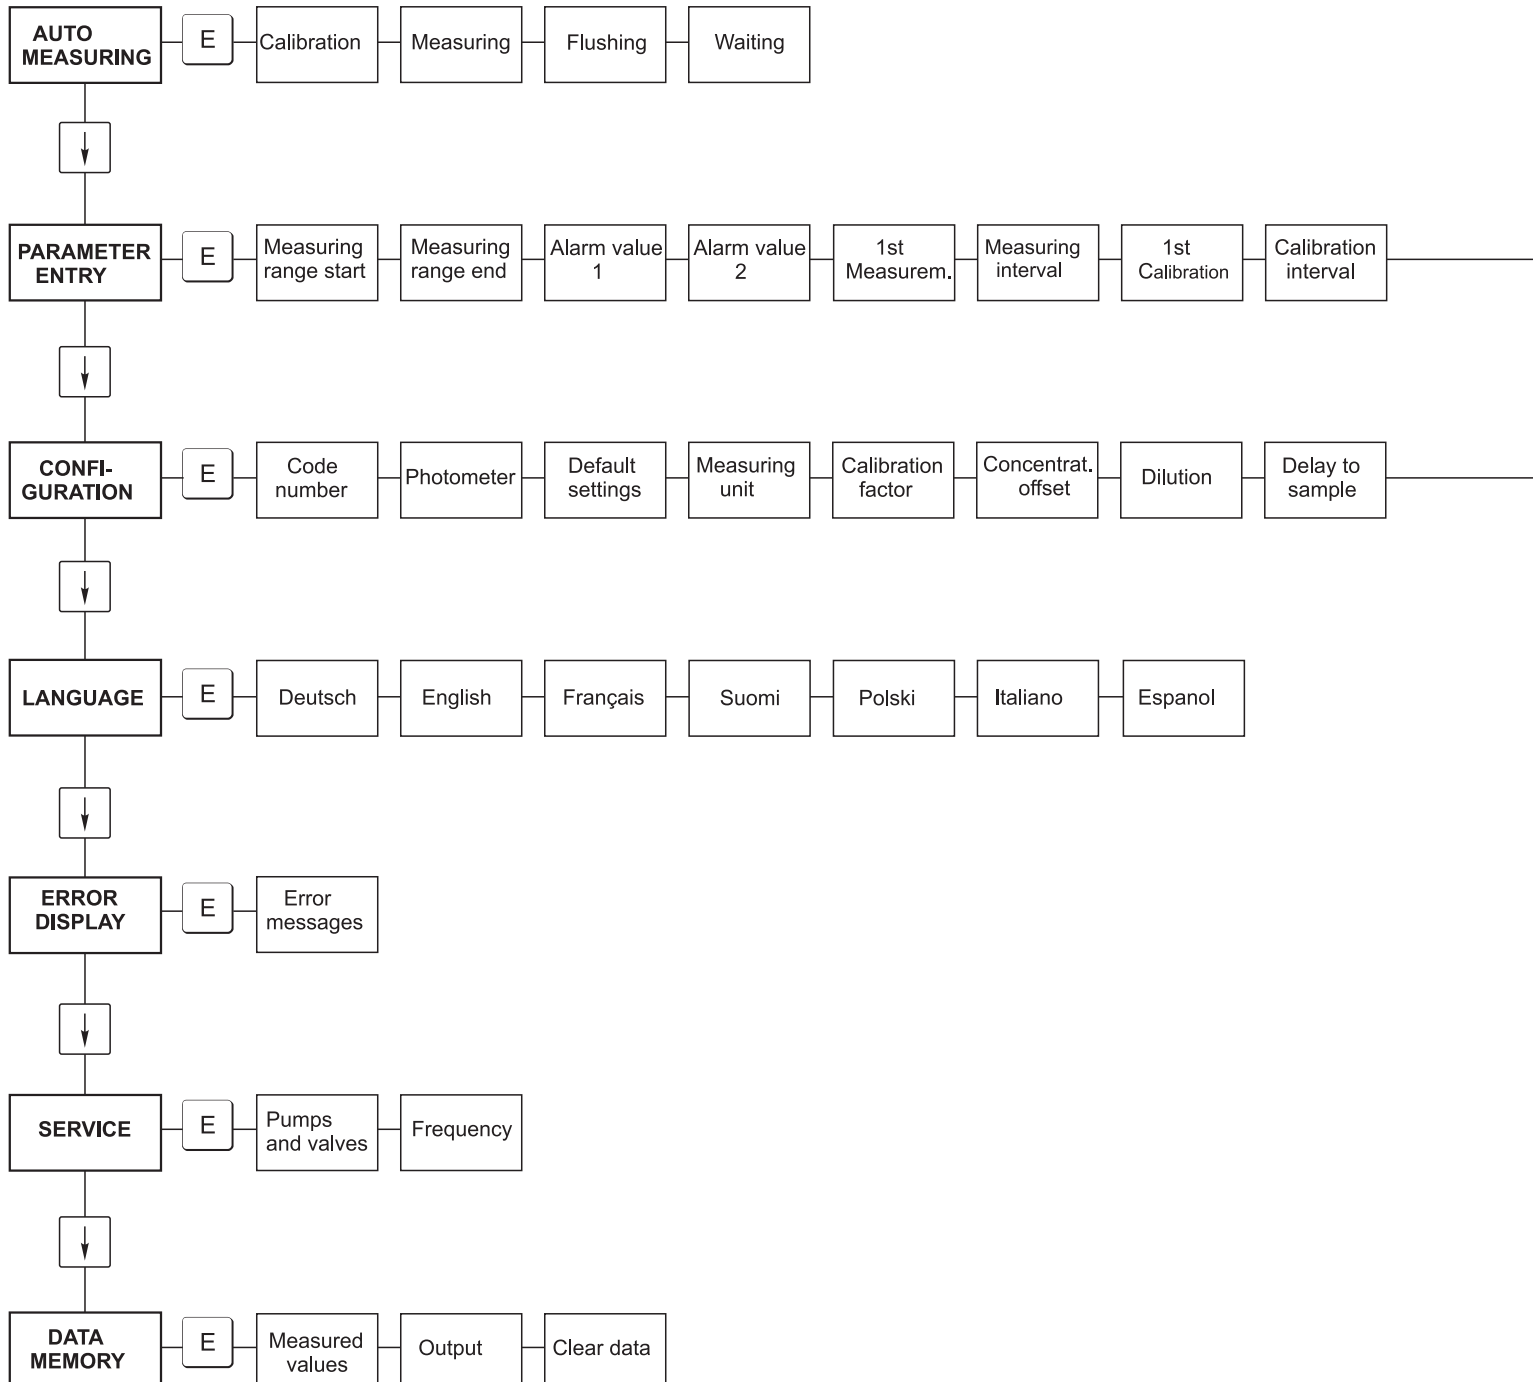 AUTO
MEASURING
E
Calibration
Measuring
Flushing
Waiting
PARAMETER
ENTRY
E
Measuring
range start
Measuring
range end
Alarm value
1
Alarm value
2
1st
Measurem.
Measuring
interval
1st
Calibration
Calibration
interval
CONFI-
GURATION
E
Code
number
Photometer
Default
settings
Measuring
unit
Calibration
factor
Concentrat.
offset
Dilution
Delay to
sample
LANGUAGE
E
Deutsch
English
Français
Suomi
Polski
Italiano
Espanol
ERROR
DISPLAY
E
Error
messages
SERVICE
E
Pumps
and valves
Frequency
DATA
MEMORY
E
Measured
values
Output
Clear data